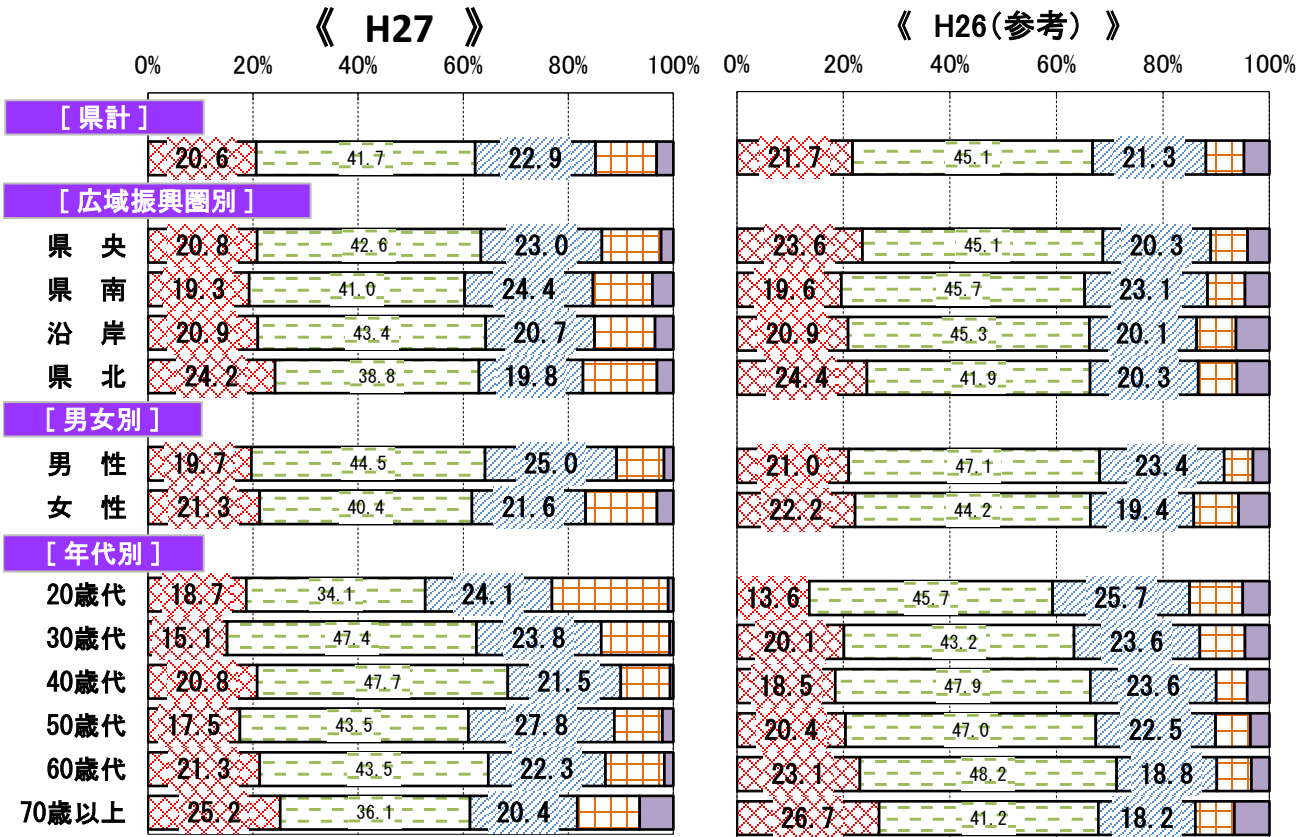 《 H27 》 《 H26（参考） 》
0% 20% 40% 60% 80% 100% 0% 20% 40% 60% 80% 100%
[ 県計 ]
20.6 41.7 22.9 21.7 45.1 21.3
[ 広域振興圏別 ]
県 央 20.8 42.6 23.0 23.6 45.1 20.3
県 南 19.3 41.0 24.4 19.6 45.7 23.1
沿 岸 20.9 43.4 20.7 20.9 45.3 20.1
県 北 24.2 38.8 19.8 24.4 41.9 20.3
[ 男女別 ]
男 性 19.7 44.5 25.0 21.0 47.1 23.4
女 性 21.3 40.4 21.6 22.2 44.2 19.4
[ 年代別 ]
20歳代 18.7 34.1 24.1 13.6 45.7 25.7
30歳代 15.1 47.4 23.8 20.1 43.2 23.6
40歳代 20.8 47.7 21.5 18.5 47.9 23.6
50歳代 17.5 43.5 27.8 20.4 47.0 22.5
60歳代 21.3 43.5 22.3 23.1 48.2 18.8
70歳以上 25.2 36.1 20.4 26.7 41.2 18.2